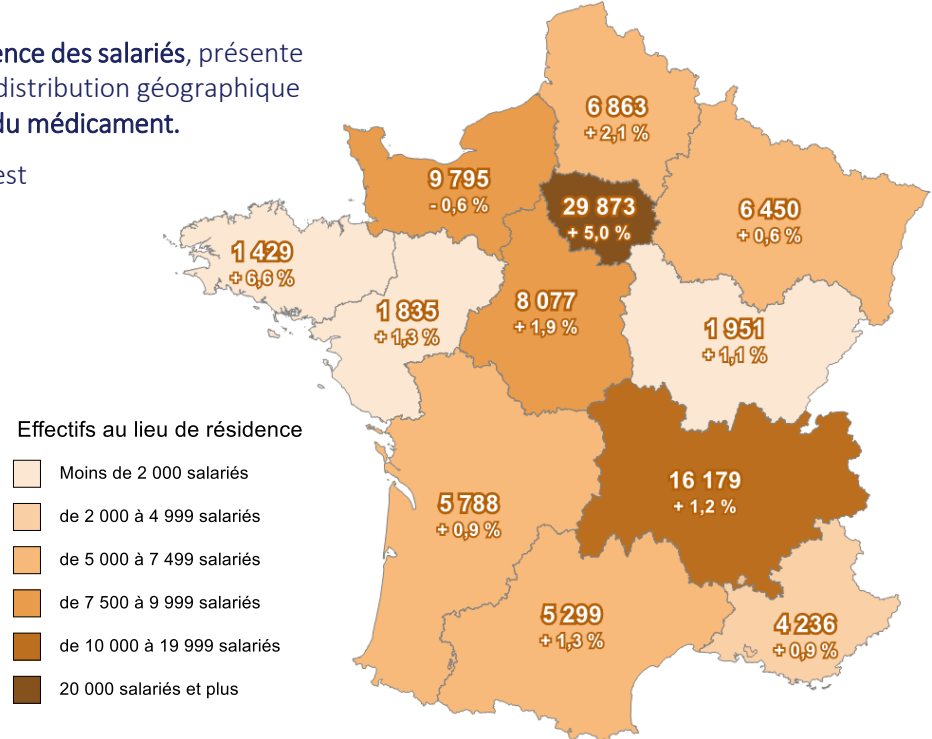 ence des salariés, présente
distribution géographique
du médicament.
est
6 863
+ 2,1 %
9 795
- 0,6 %
29 873
+ 5,0 %
6 450
+ 0,6 %
1 429
+ 6,6 %
1 835
+ 1,3 %
8 077
+ 1,9 %
1 951
+ 1,1 %
16 179
+ 1,2 %
5 788
+ 0,9 %
5 299
+ 1,3 %
4 236
+ 0,9 %
Effectifs au lieu de résidence
Moins de 2 000 salariés
de 2 000 à 4 999 salariés
de 5 000 à 7 499 salariés
de 7 500 à 9 999 salariés
de 10 000 à 19 999 salariés
20 000 salariés et plus